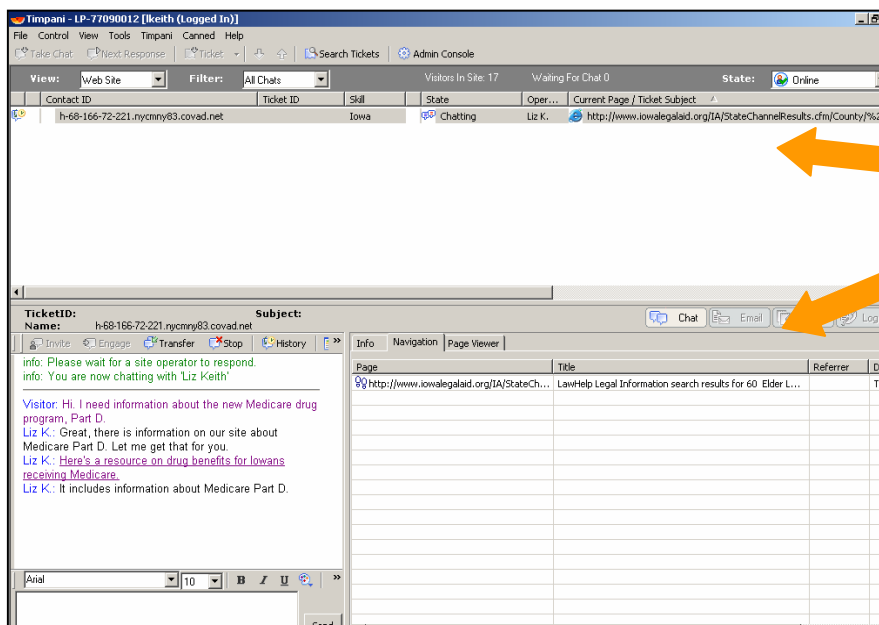 Timpani - LP-77090012 [lkeith (Logged In)]
File Control View Tools Timpani Canned Help
Take Chat Next Response Ticket Search Tickets Admin Console
View: Web Site Filter: All Chats Visitors In Site: 17 Waiting For Chat 0 State: Online
Contact ID Ticket ID Skill State Oper... Current Page / Ticket Subject
h-68-166-72-221.nycmny83.covad.net Iowa Chatting Liz K. http://www.iowalegalaid.org/IA/StateChannelResults.cfm/County/%2
TicketID: Subject:
Name: h-68-166-72-221.nycmny83.covad.net
Chat Email Log
Invite Engage Transfer Stop History
Info Navigation Page Viewer
Page Title Referrer D
http://www.iowalegalaid.org/IA/StateCh... LawHelp Legal Information search results for 60 Elder L... T
info: Please wait for a site operator to respond.
info: You are now chatting with 'Liz Keith'
Visitor: Hi. I need information about the new Medicare drug
program, Part D.
Liz K.: Great, there is information on our site about
Medicare Part D. Let me get that for you.
Liz K.: Here's a resource on drug benefits for Iowans
receiving Medicare.
Liz K.: It includes information about Medicare Part D.
Arial 10 B I U
Send